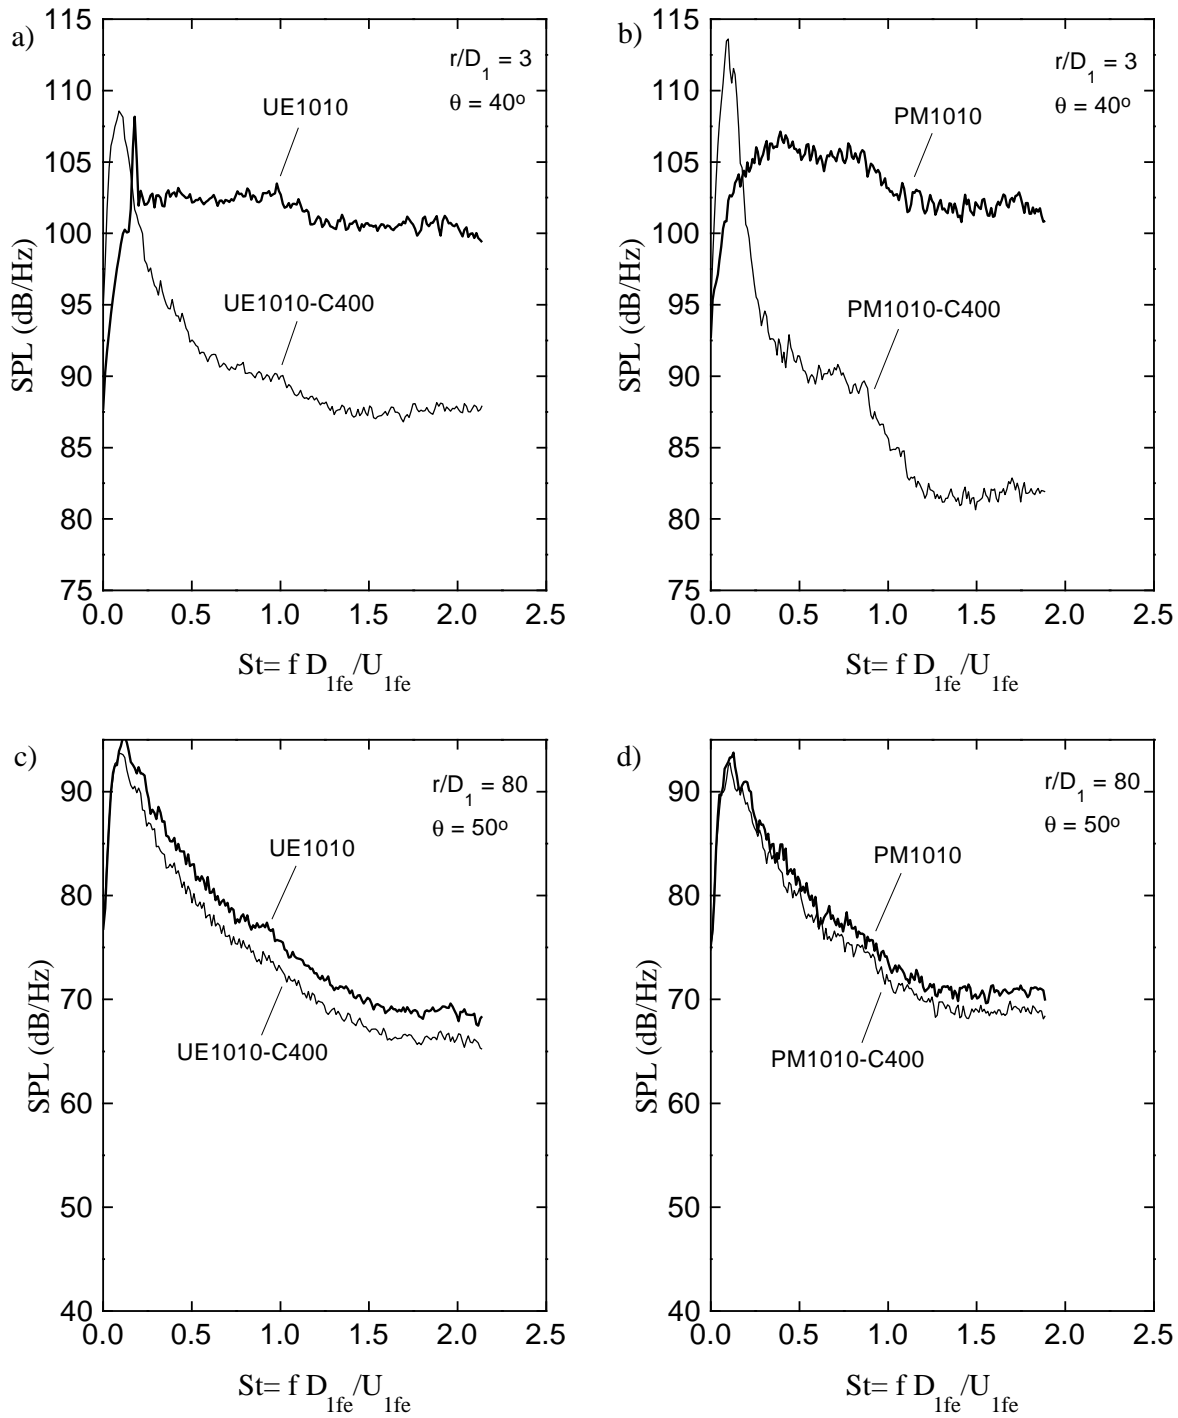 a)
115
110
105
100
95
90
85
80
75
SPL (dB/Hz)
r/D1 = 3
θ = 40º
UE1010
UE1010-C400
0.0 0.5 1.0 1.5 2.0 2.5
St= f D1fe/U1fe
b)
115
110
105
100
95
90
85
80
75
SPL (dB/Hz)
r/D1 = 3
θ = 40º
PM1010
PM1010-C400
0.0 0.5 1.0 1.5 2.0 2.5
St= f D1fe/U1fe
c)
90
80
70
60
50
40
SPL (dB/Hz)
r/D1 = 80
θ = 50º
UE1010
UE1010-C400
0.0 0.5 1.0 1.5 2.0 2.5
St= f D1fe/U1fe
d)
90
80
70
60
50
40
SPL (dB/Hz)
r/D1 = 80
θ = 50º
PM1010
PM1010-C400
0.0 0.5 1.0 1.5 2.0 2.5
St= f D1fe/U1fe